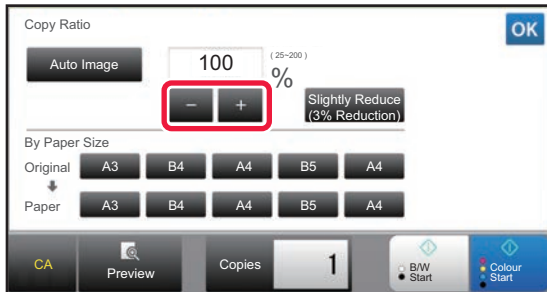 Copy Ratio
OK
Auto Image
100
( 25~200 )
%
− +
Slightly Reduce
(3% Reduction)
By Paper Size
Original A3 B4 A4 B5 A4
Paper A3 B4 A4 B5 A4
CA
Preview
Copies 1
B/W
Start
Colour
Start